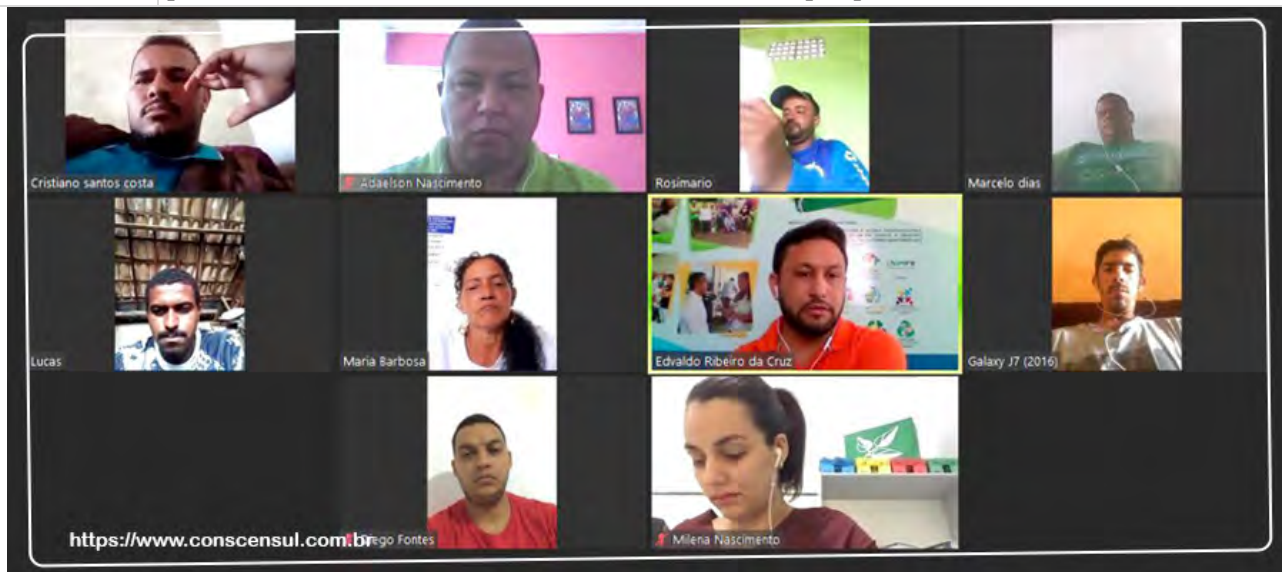 Cristiano santos costa
Adaelson Nascimento
Rosimario
Marcelo dias
Lucas
Maria Barbosa
Edvaldo Ribeiro da Cruz
Galaxy J7 (2016)
https://www.conscensul.com.br
Diego Fontes
Milena Nascimento